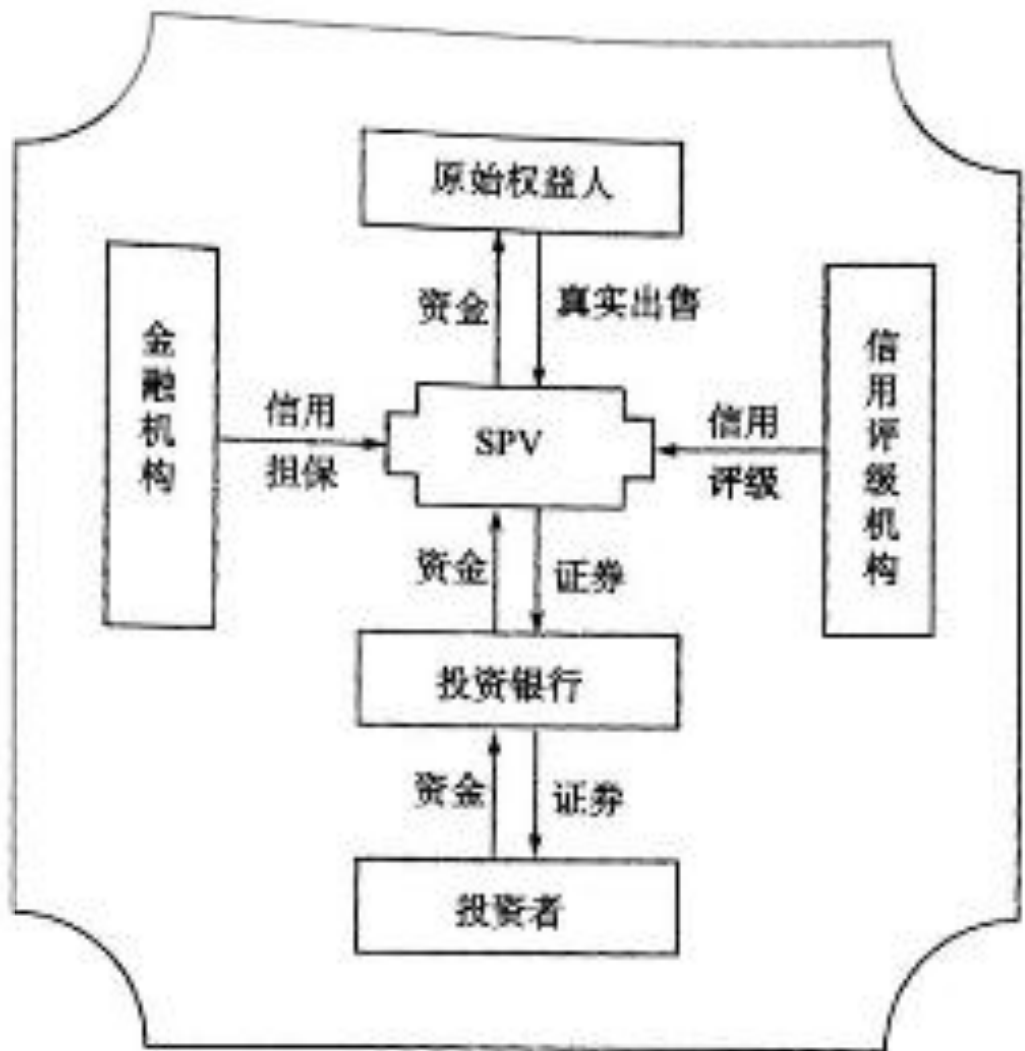 原始权益人
资金
真实出售
金融机构
信用
担保
SPV
信用
评级
信用评级机构
资金
证券
投资银行
资金
证券
投资者